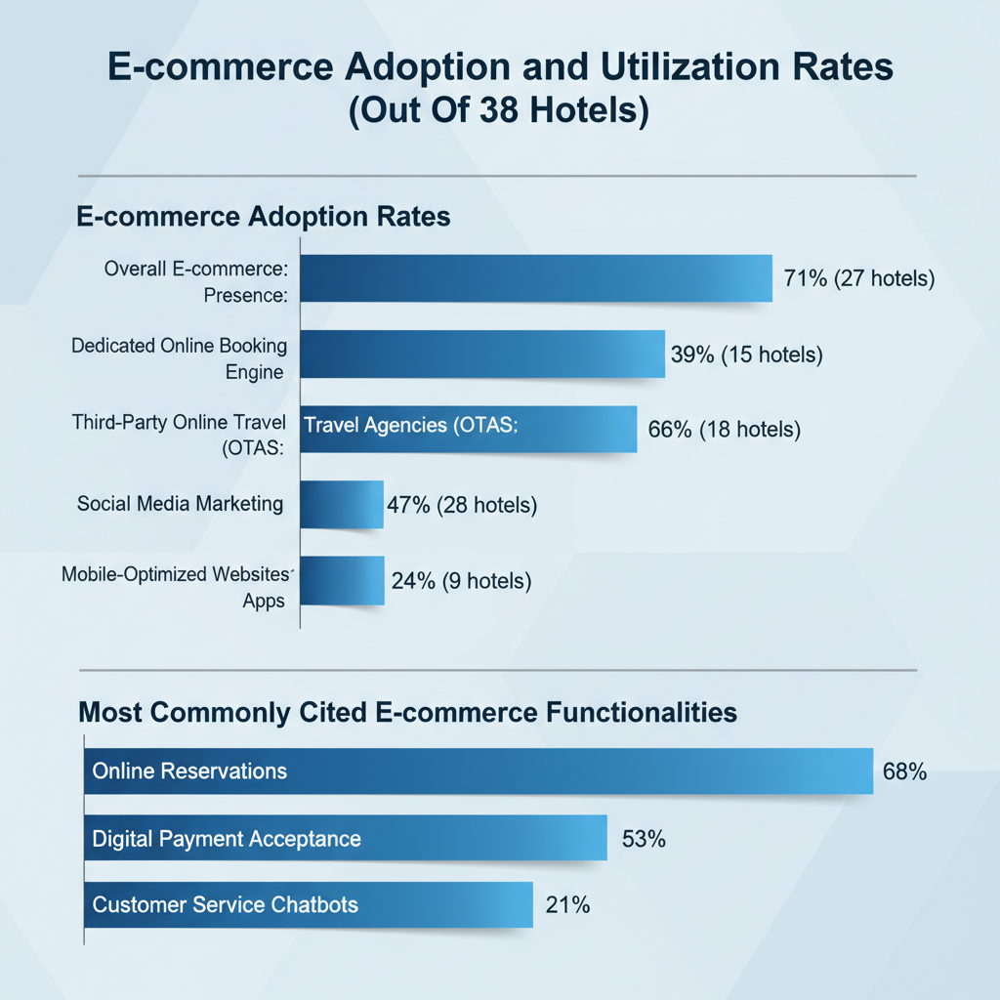 E-commerce Adoption and Utilization Rates
(Out Of 38 Hotels)
E-commerce Adoption Rates
Overall E-commerce:
Presence:
71% (27 hotels)
Dedicated Online Booking
Engine
39% (15 hotels)
Third-Party Online Travel
(OTAS:
Travel Agencies (OTAS;
66% (18 hotels)
Social Media Marketing
47% (28 hotels)
Mobile-Optimized Websites´
Apps
24% (9 hotels)
Most Commonly Cited E-commerce Functionalities
Online Reservations
68%
Digital Payment Acceptance
53%
Customer Service Chatbots
21%